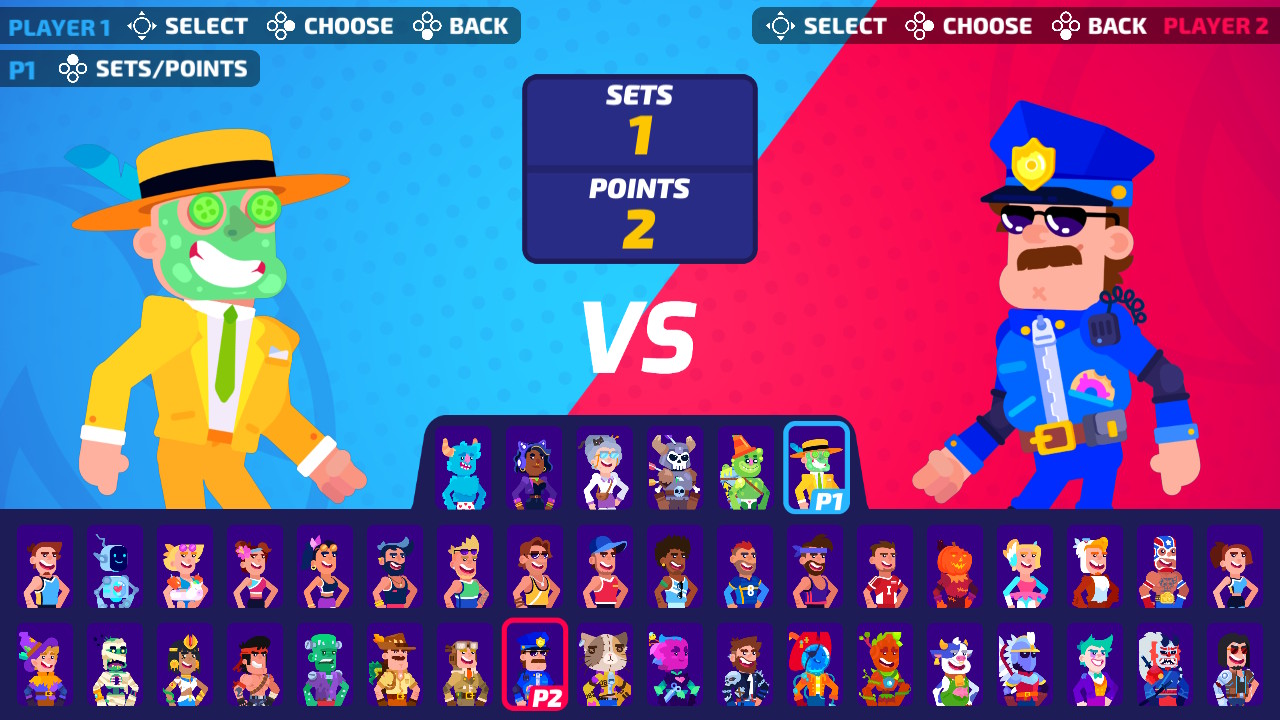 PLAYER 1 SELECT CHOOSE BACK
SELECT CHOOSE BACK PLAYER 2
P1 SETS/POINTS
SETS
1
POINTS
2
VS
P1
8
I
P2